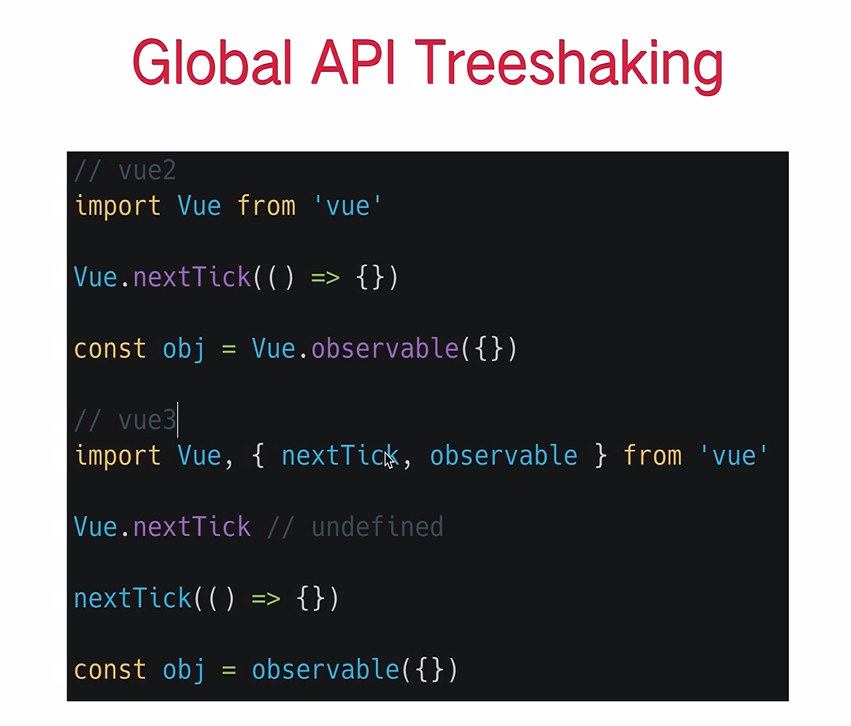 Global API Treeshaking
// vue2
import Vue from 'vue'
Vue.nextTick(() => {})
const obj = Vue.observable({})
// vue3
import Vue, { nextTick, observable } from 'vue'
Vue.nextTick // undefined
nextTick(() => {})
const obj = observable({})